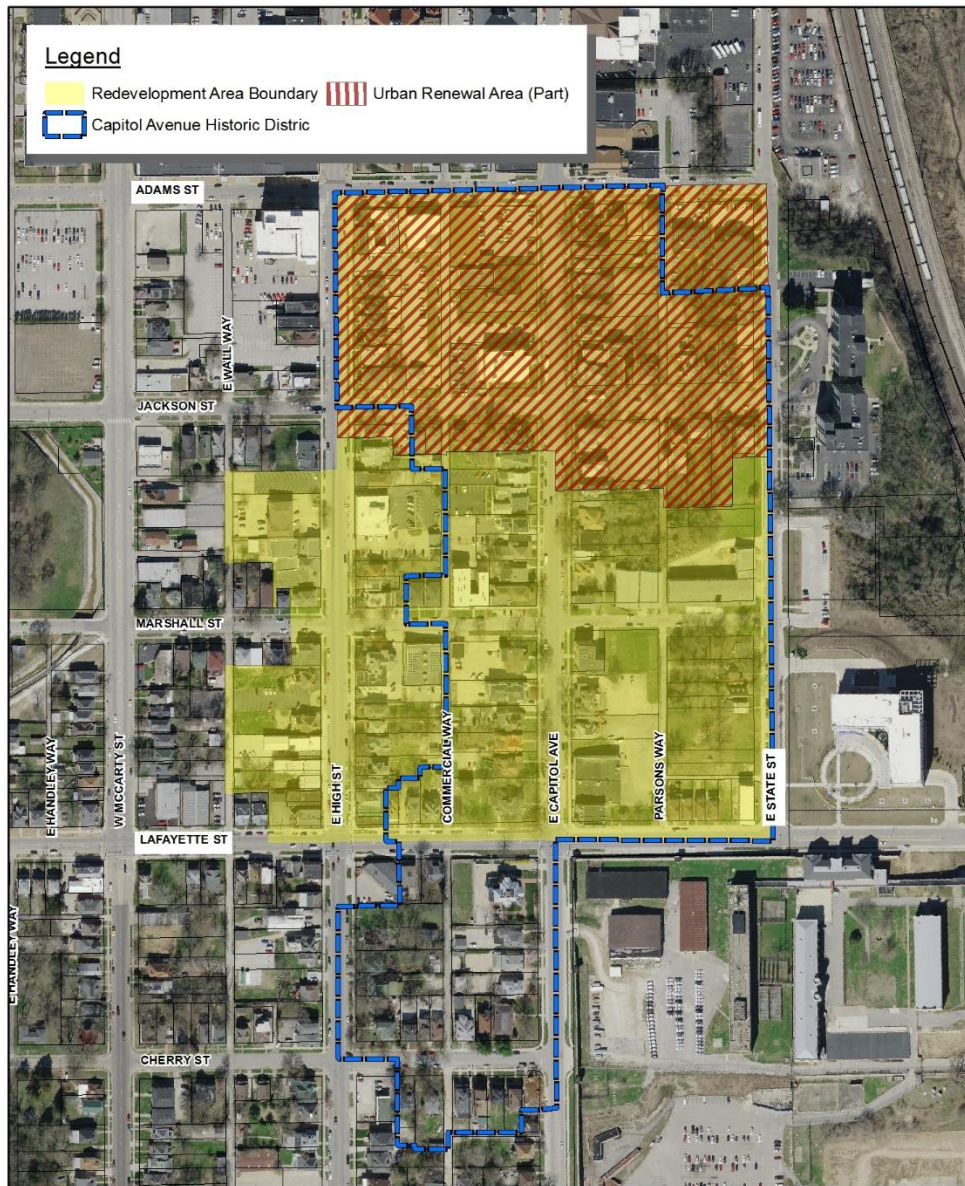 Legend
Redevelopment Area Boundary
Urban Renewal Area (Part)
Capitol Avenue Historic Distric
ADAMS ST
E WALL WAY
JACKSON ST
MARSHALL ST
E HANDLEY WAY
W MCCARTY ST
E HIGH ST
COMMERCIAL WAY
E CAPITOL AVE
PARSONS WAY
E STATE ST
LAFAYETTE ST
E HANDLEY WAY
CHERRY ST